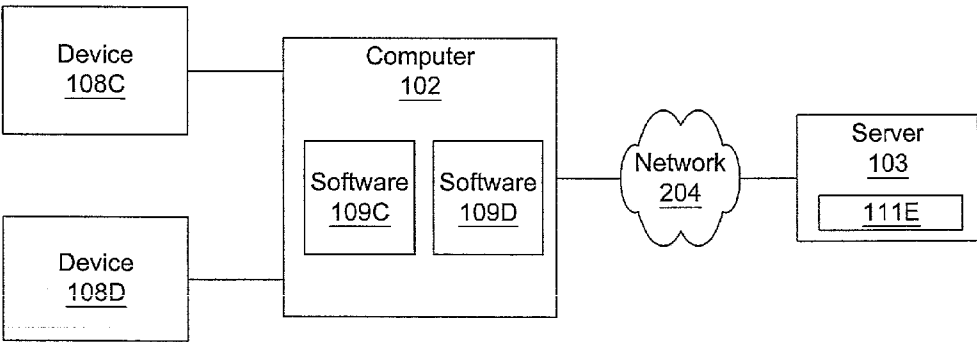 Device
108C
Computer
102
Software
109C
Software
109D
Device
108D
Network
204
Server
103
111E